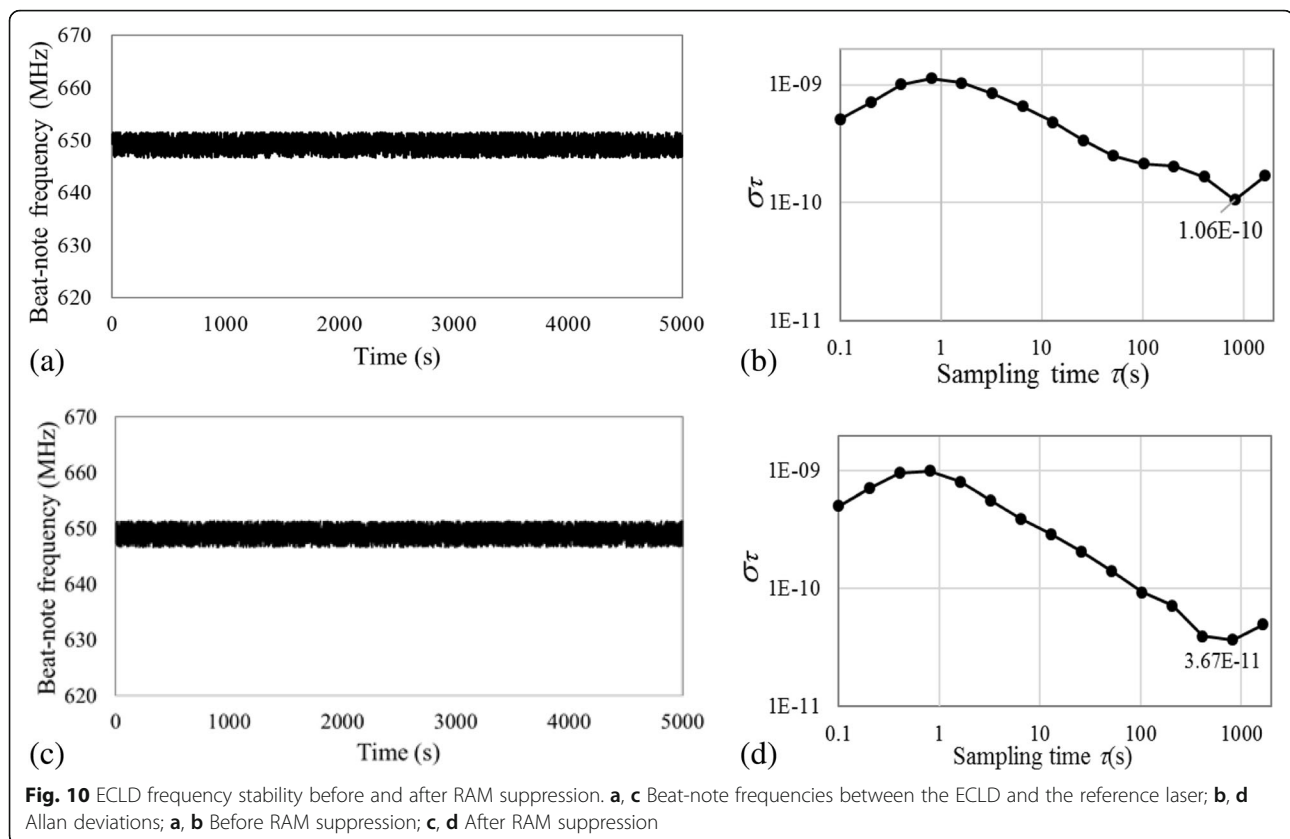 670
660
650
640
630
620
Beat-note frequency (MHz)
0 1000 2000 3000 4000 5000
Time (s)
(a)
1E-09
1E-10
1E-11
στ
1.06E-10
0.1 1 10 100 1000
Sampling time τ(s)
(b)
670
660
650
640
630
620
Beat-note frequency (MHz)
0 1000 2000 3000 4000 5000
Time (s)
(c)
1E-09
1E-10
1E-11
στ
3.67E-11
0.1 1 10 100 1000
Sampling time τ(s)
(d)
Fig. 10 ECLD frequency stability before and after RAM suppression. a, c Beat-note frequencies between the ECLD and the reference laser; b, d
Allan deviations; a, b Before RAM suppression; c, d After RAM suppression